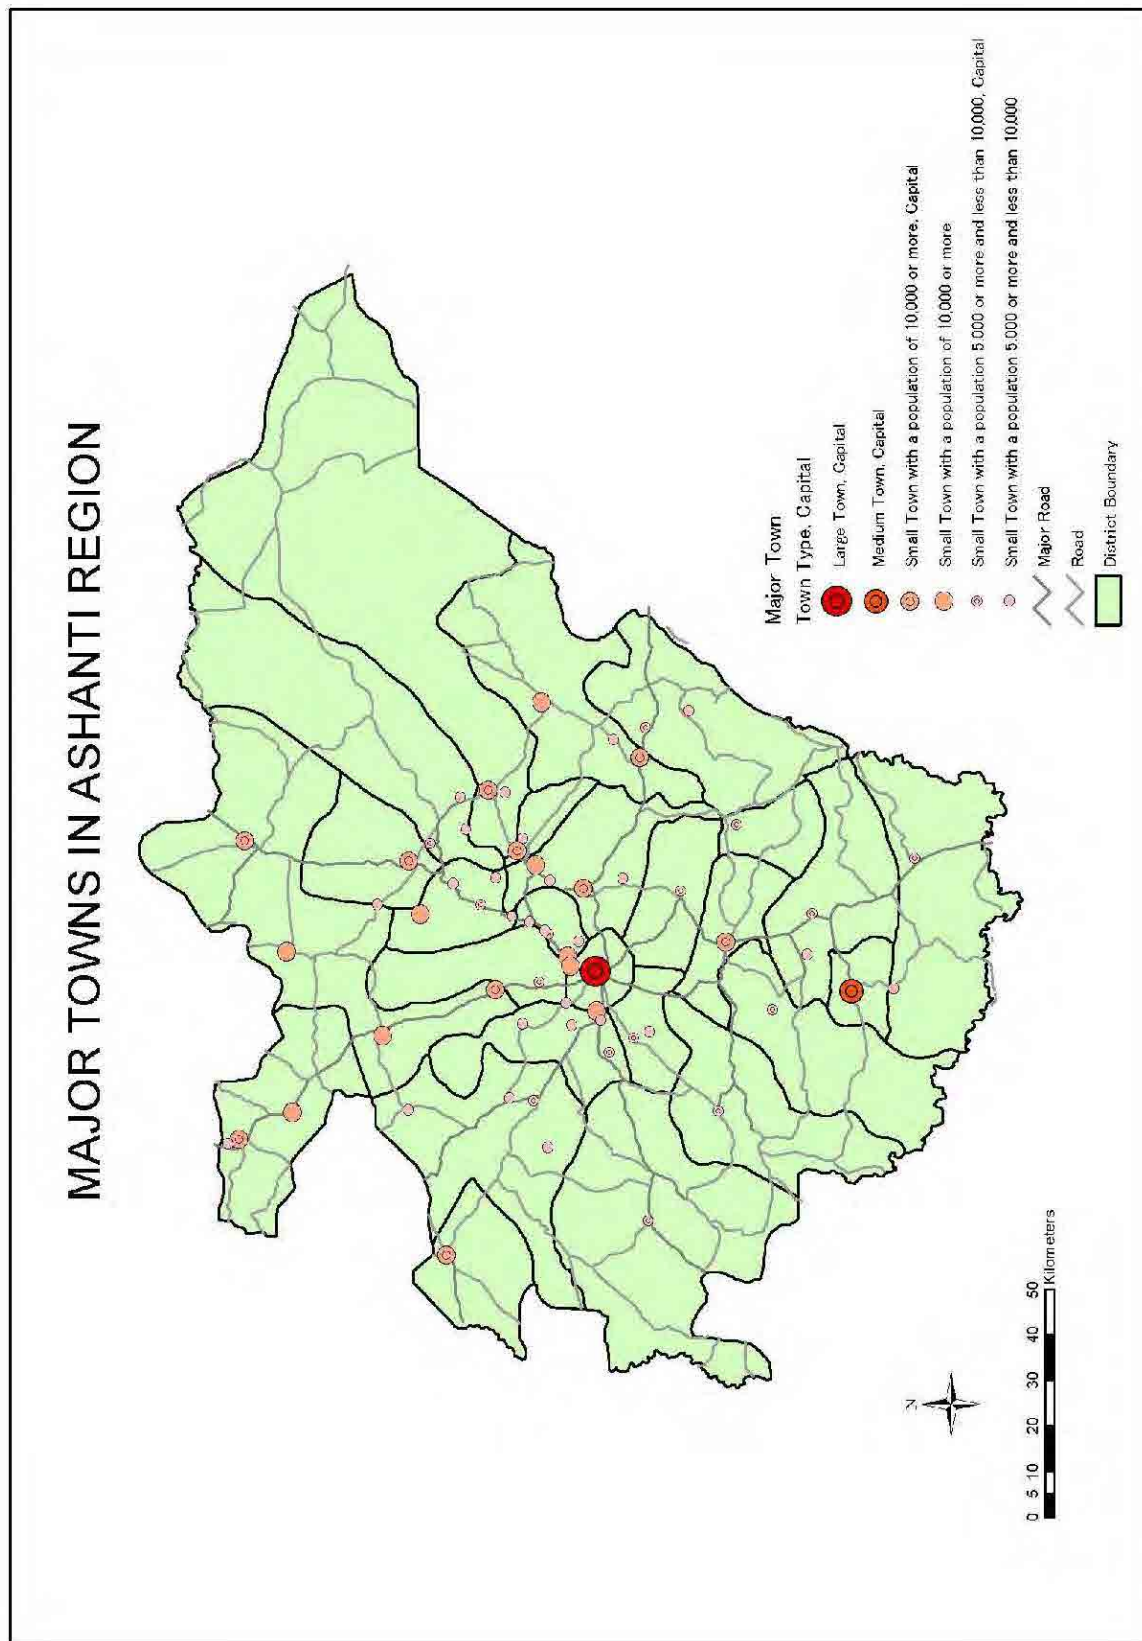 MAJOR TOWNS IN ASHANTI REGION
Major Town
Town Type, Capital
Large Town, Capital
Medium Town, Capital
Small Town with a population of 10,000 or more, Capital
Small Town with a population of 10,000 or more
Small Town with a population 5,000 or more and less than 10,000, Capital
Small Town with a population 5,000 or more and less than 10,000
Major Road
Road
District Boundary
N
0 5 10 20 30 40 50
Kilometers